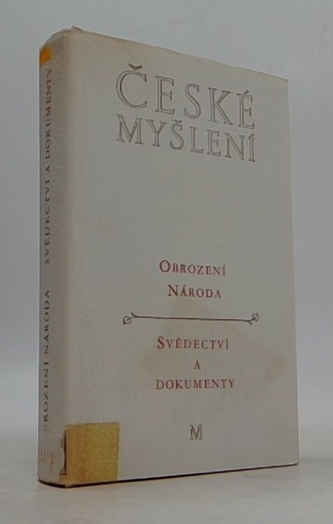 ČESKÉ
MYŠLENÍ
OBROZENÍ
NÁRODA
SVĚDECTVÍ
A
DOKUMENTY
M
OBROZENÍ NÁRODA SVĚDECTVÍ A DOKUMENTY